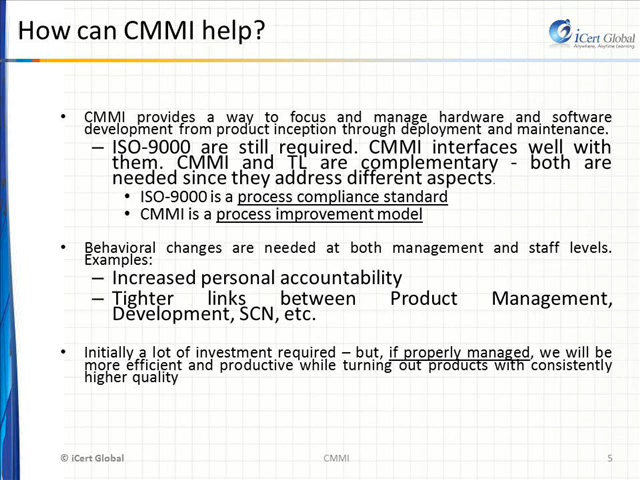 How can CMMI help?
iCert Global
Anywhere, Anytime Learning
• CMMI provides a way to focus and manage hardware and software
development from product inception through deployment and maintenance.
– ISO-9000 are still required. CMMI interfaces well with
them. CMMI and TL are complementary - both are
needed since they address different aspects.
• ISO-9000 is a process compliance standard
• CMMI is a process improvement model
• Behavioral changes are needed at both management and staff levels.
Examples:
– Increased personal accountability
– Tighter links between Product Management,
Development, SCN, etc.
• Initially a lot of investment required – but, if properly managed, we will be
more efficient and productive while turning out products with consistently
higher quality
© iCert Global
CMMI
5